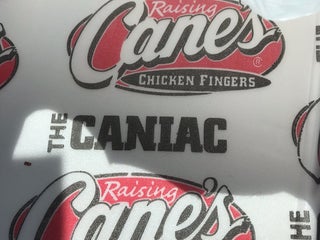 Raising
Cane's®
CHICKEN FINGERS
THE CANIAC
Raising
Cane's
THE